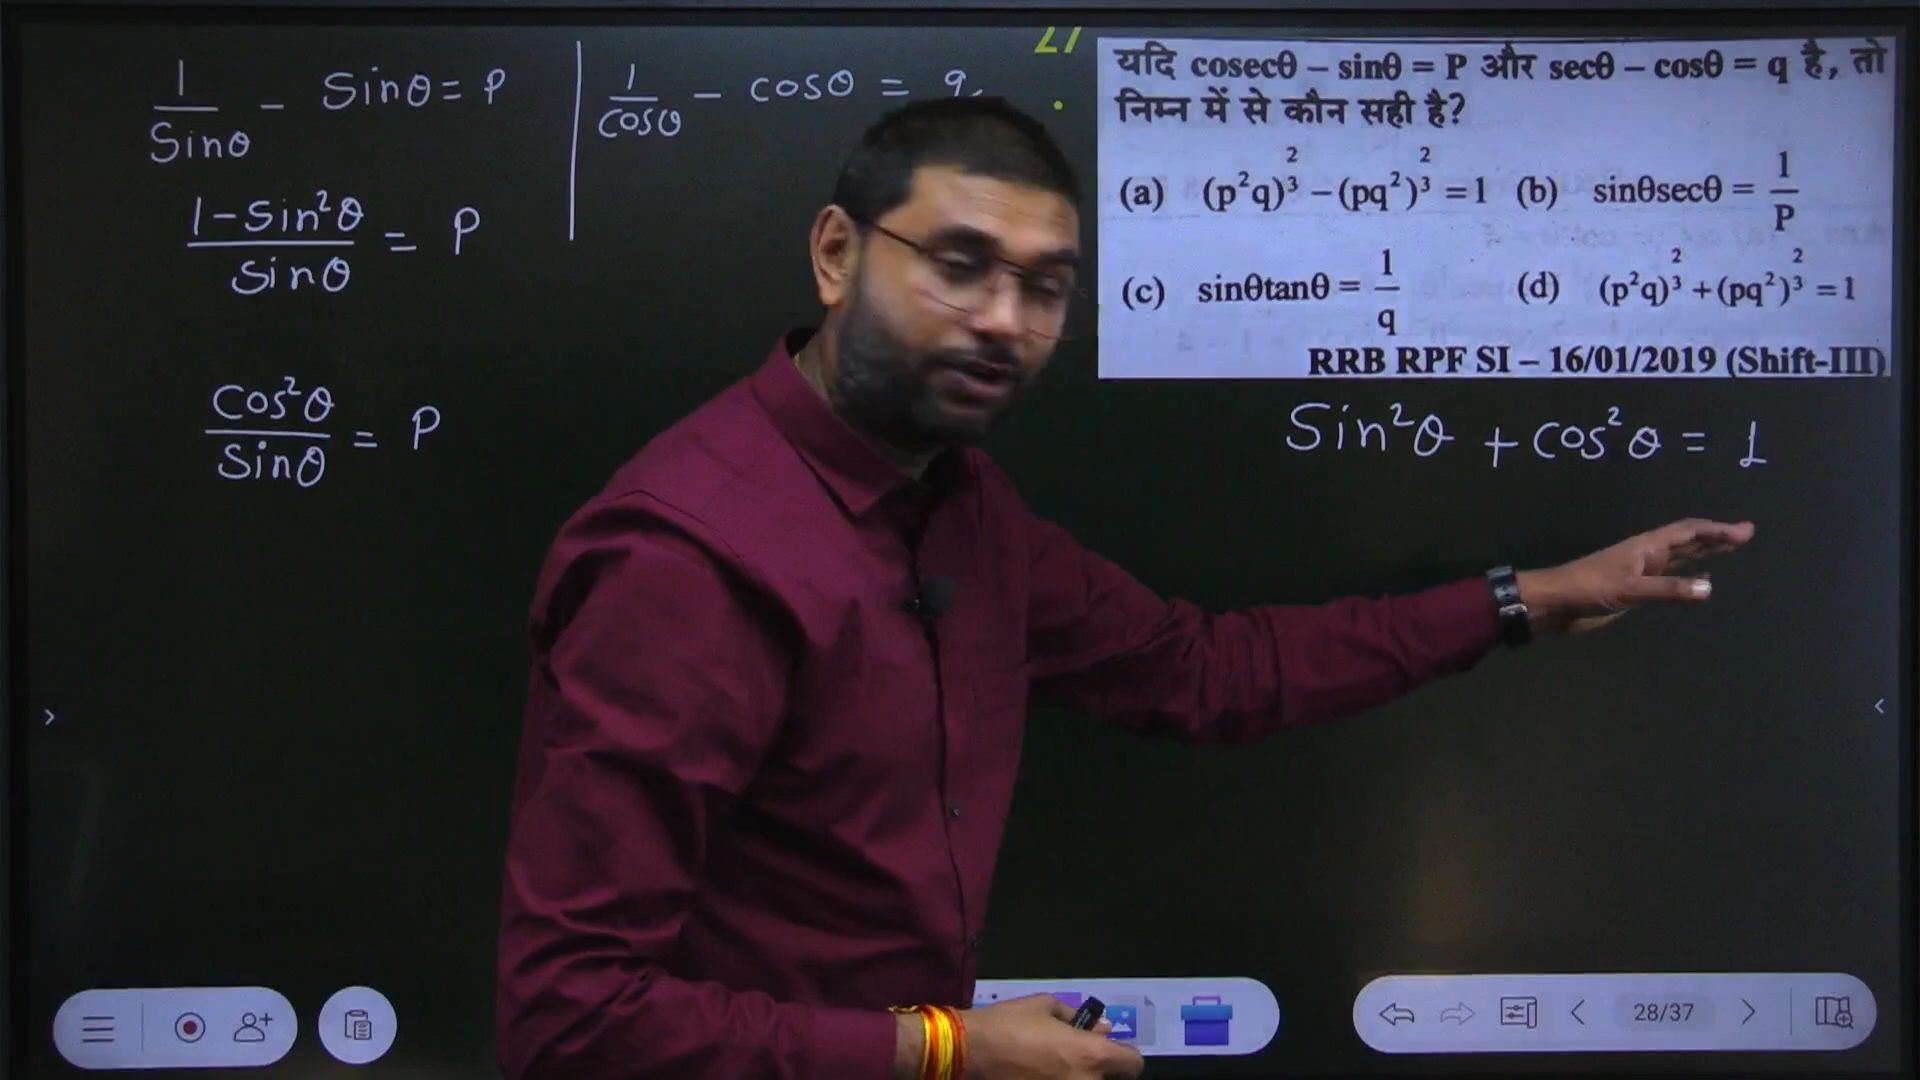 27
1/Sinθ - Sinθ = P
1/cosθ - cosθ = q
1-Sin²θ/Sinθ = P
Cos²θ/Sinθ = P
यदि cosecθ – sinθ = P और secθ – cosθ = q है, तो
निम्न में से कौन सही है?
(a) (p²q)^2/3 – (pq²)^2/3 = 1 (b) sinθsecθ = 1/P
(c) sinθtanθ = 1/q (d) (p²q)^2/3 + (pq²)^2/3 = 1
RRB RPF SI – 16/01/2019 (Shift-III)
Sin²θ + Cos²θ = 1
28/37